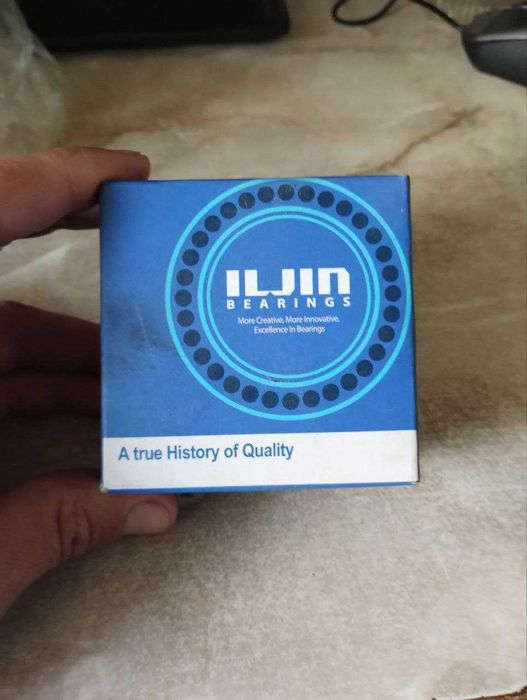 ILJIN
BEARINGS
More Creative, More Innovative,
Excellence In Bearings
A true History of Quality